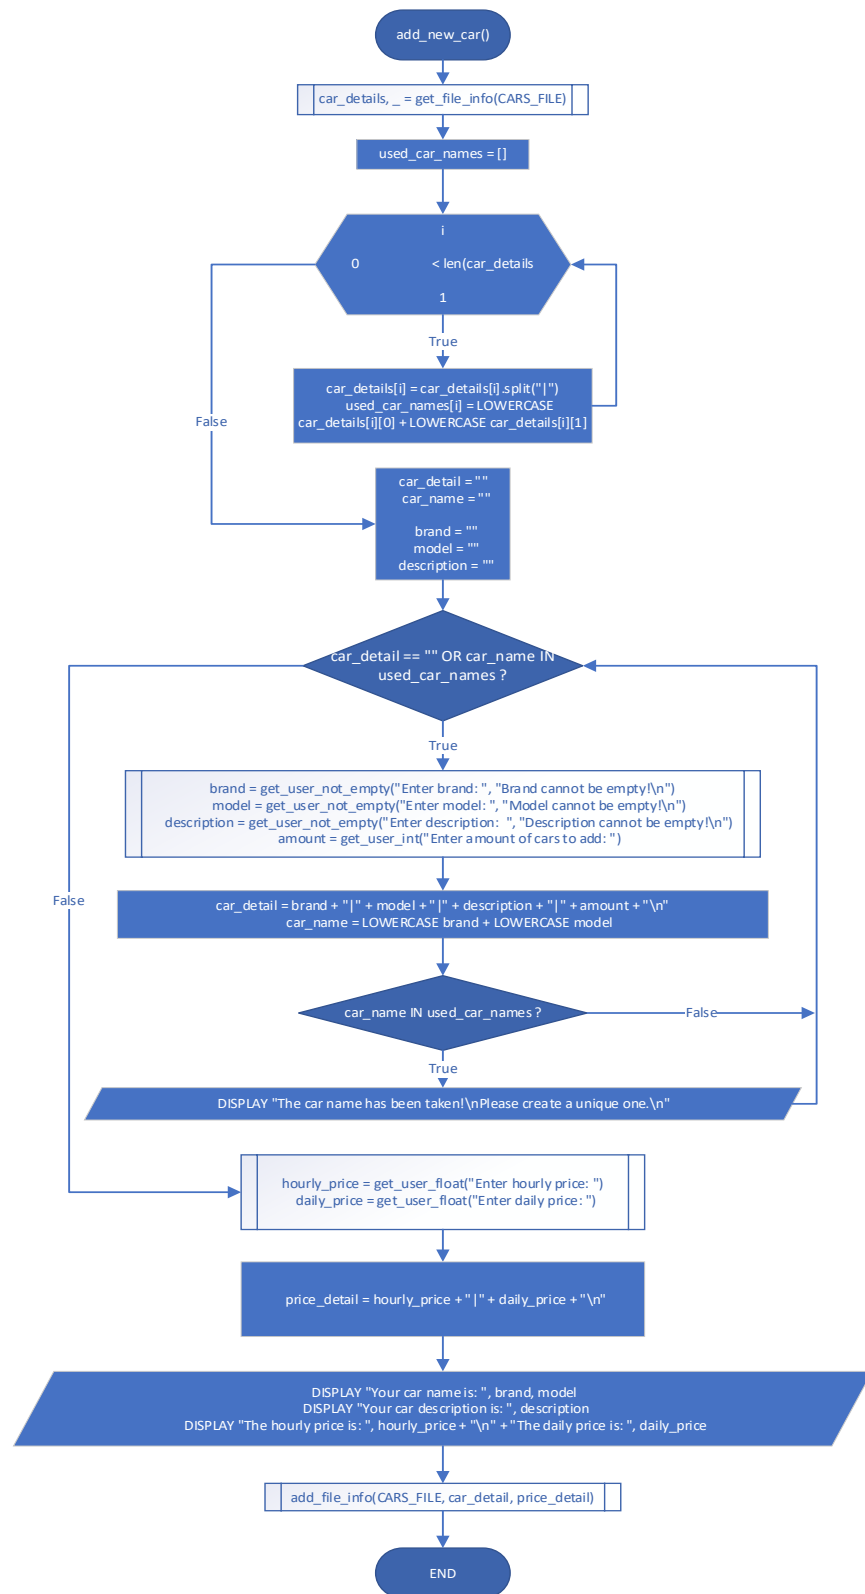 add_new_car()
car_details, _ = get_file_info(CARS_FILE)
used_car_names = []
i
0 < len(car_details
1
True
car_details[i] = car_details[i].split("|")
used_car_names[i] = LOWERCASE
car_details[i][0] + LOWERCASE car_details[i][1]
False
car_detail = ""
car_name = ""
brand = ""
model = ""
description = ""
car_detail == "" OR car_name IN
used_car_names ?
True
brand = get_user_not_empty("Enter brand: ", "Brand cannot be empty!\n")
model = get_user_not_empty("Enter model: ", "Model cannot be empty!\n")
description = get_user_not_empty("Enter description:  ", "Description cannot be empty!\n")
amount = get_user_int("Enter amount of cars to add: ")
False
car_detail = brand + "|" + model + "|" + description + "|" + amount + "\n"
car_name = LOWERCASE brand + LOWERCASE model
car_name IN used_car_names ?
False
True
DISPLAY "The car name has been taken!\nPlease create a unique one.\n"
hourly_price = get_user_float("Enter hourly price: ")
daily_price = get_user_float("Enter daily price: ")
price_detail = hourly_price + "|" + daily_price + "\n"
DISPLAY "Your car name is: ", brand, model
DISPLAY "Your car description is: ", description
DISPLAY "The hourly price is: ", hourly_price + "\n" + "The daily price is: ", daily_price
add_file_info(CARS_FILE, car_detail, price_detail)
END